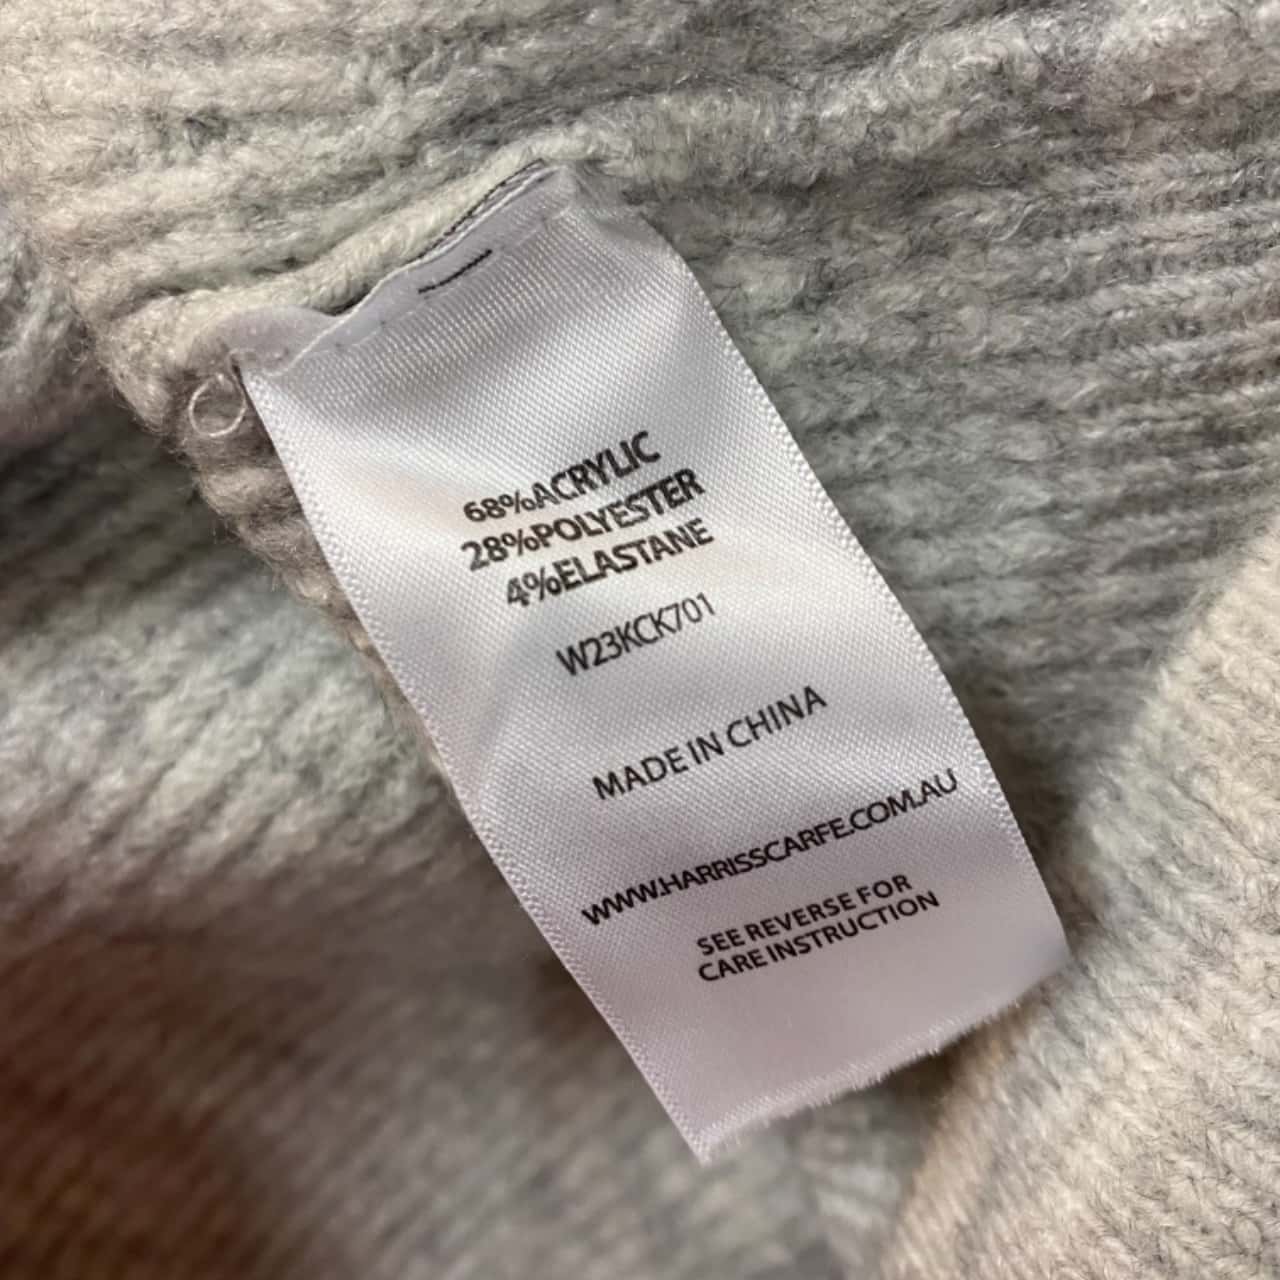 68%ACRYLIC
28%POLYESTER
4%ELASTANE
W23KCK701
MADE IN CHINA
WWW.HARRISSCARFE.COM.AU
SEE REVERSE FOR
CARE INSTRUCTION